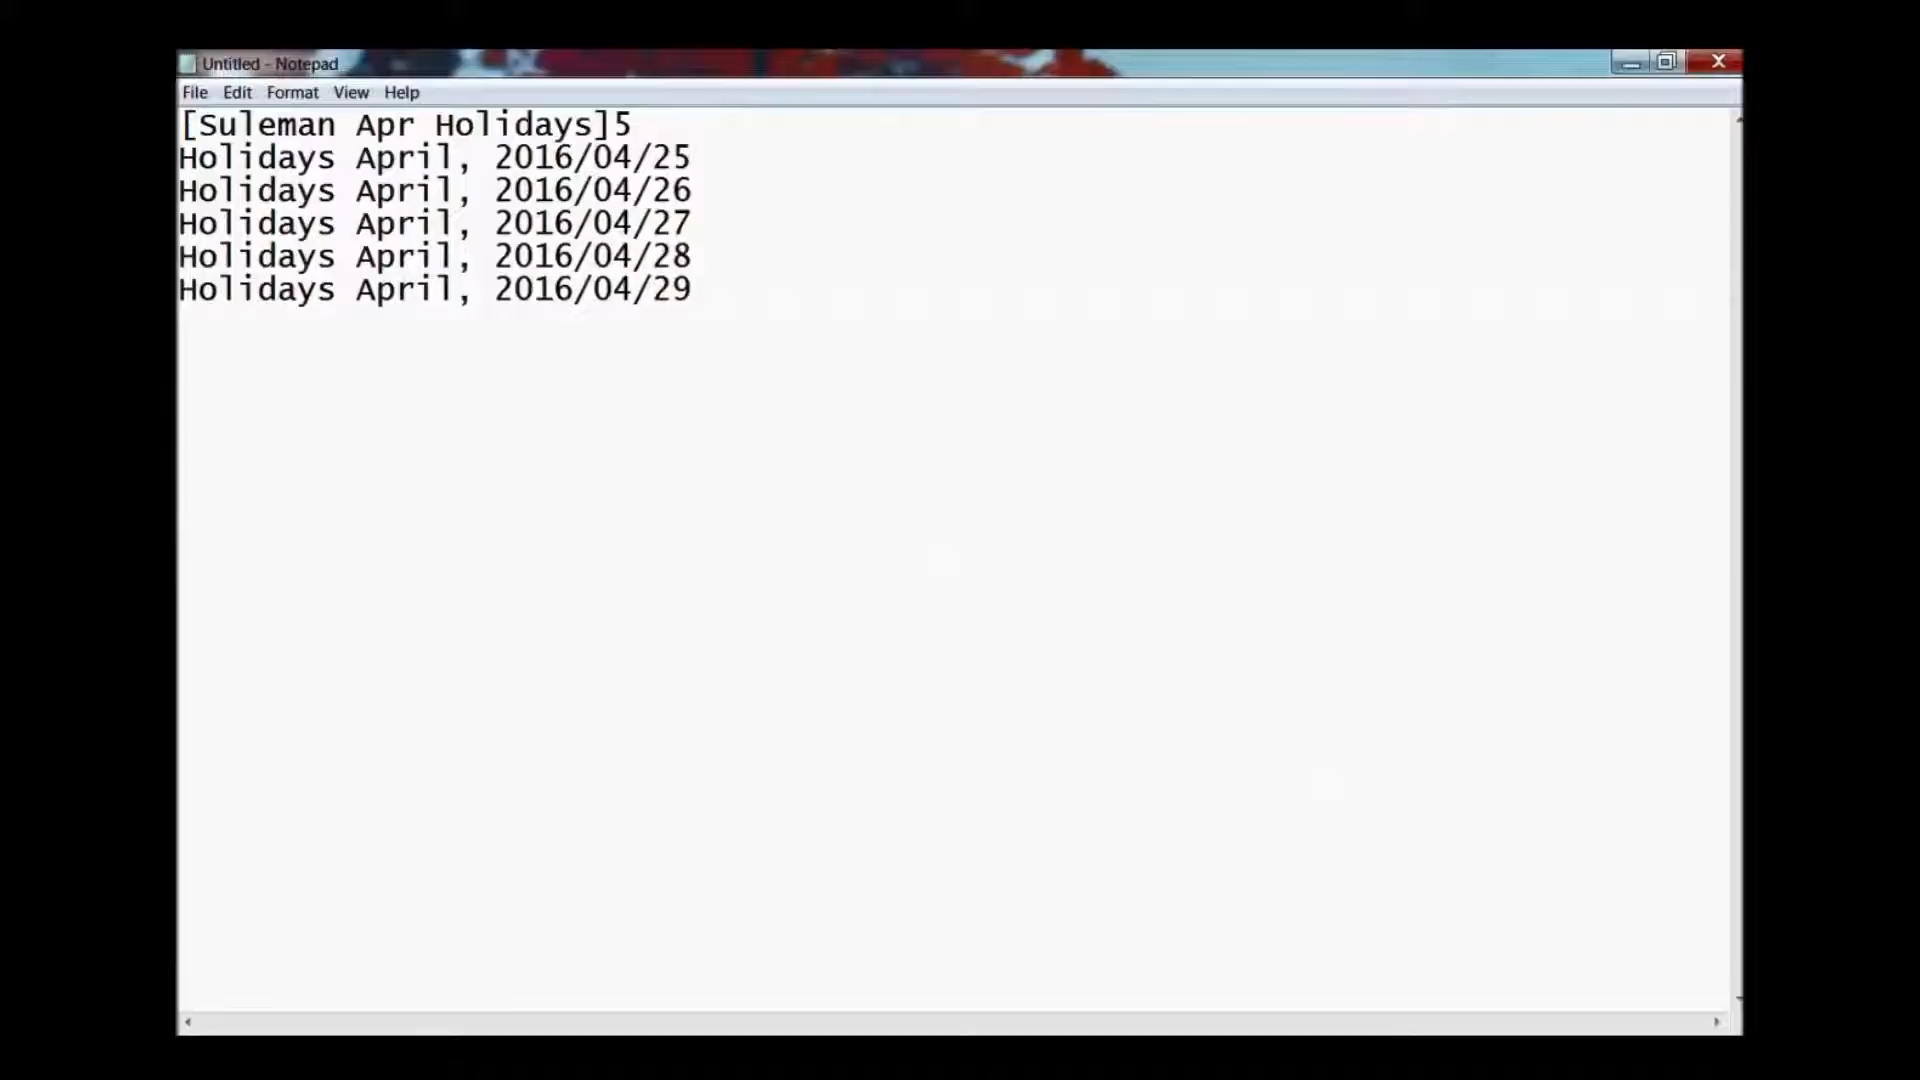 Untitled - Notepad
File Edit Format View Help
[Suleman Apr Holidays]5
Holidays April, 2016/04/25
Holidays April, 2016/04/26
Holidays April, 2016/04/27
Holidays April, 2016/04/28
Holidays April, 2016/04/29